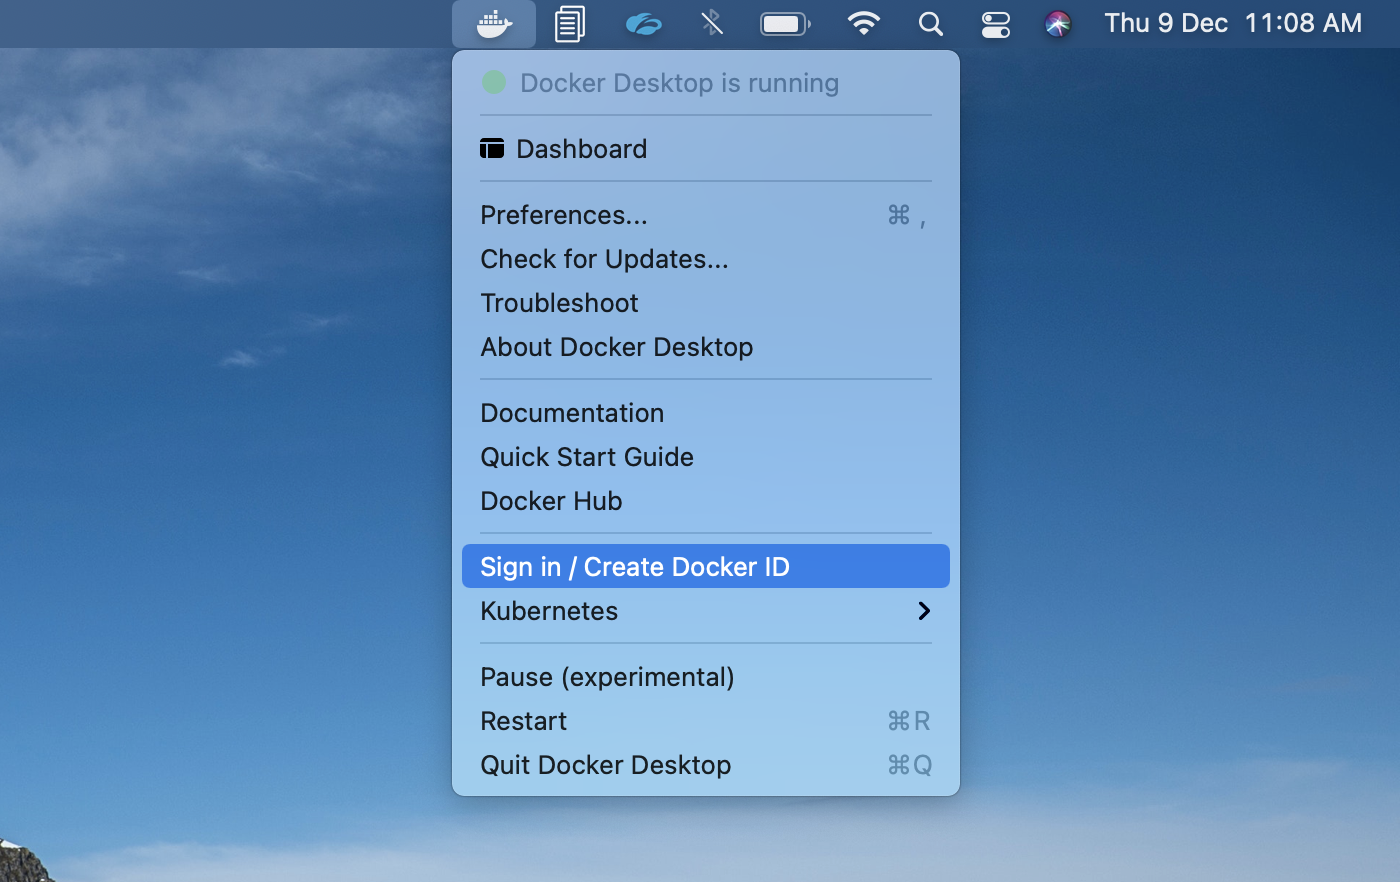 Thu 9 Dec 11:08 AM
Docker Desktop is running
Dashboard
Preferences... ⌘ ,
Check for Updates...
Troubleshoot
About Docker Desktop
Documentation
Quick Start Guide
Docker Hub
Sign in / Create Docker ID
Kubernetes
Pause (experimental)
Restart ⌘R
Quit Docker Desktop ⌘Q